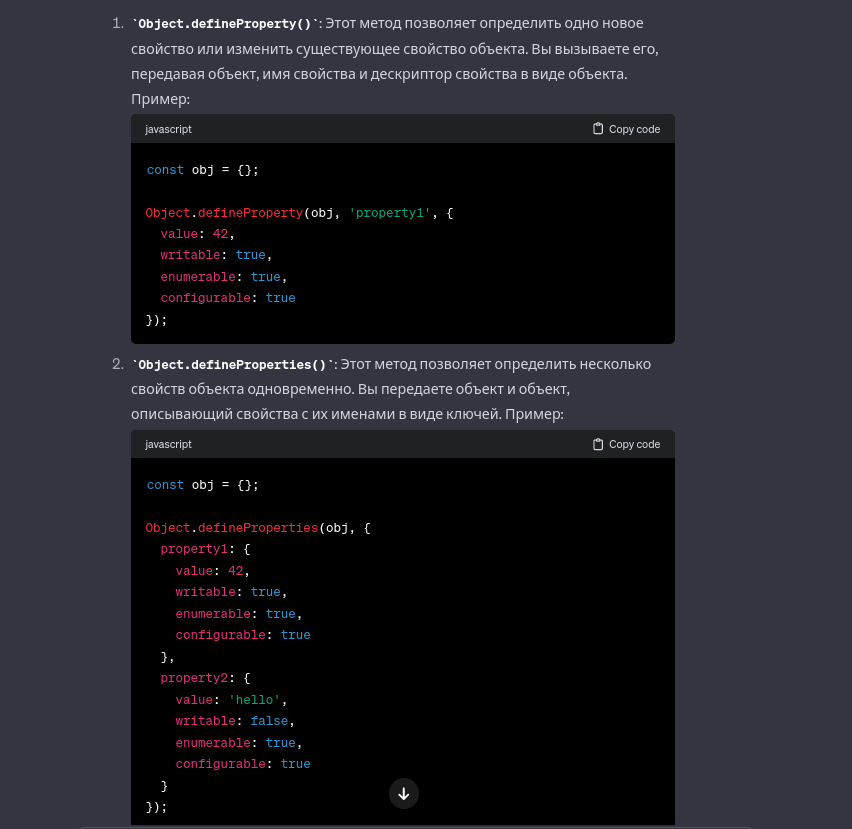 1. `Object.defineProperty()`: Этот метод позволяет определить одно новое
свойство или изменить существующее свойство объекта. Вы вызываете его,
передавая объект, имя свойства и дескриптор свойства в виде объекта.
Пример:
javascript Copy code
const obj = {};
Object.defineProperty(obj, 'property1', {
  value: 42,
  writable: true,
  enumerable: true,
  configurable: true
});
2. `Object.defineProperties()`: Этот метод позволяет определить несколько
свойств объекта одновременно. Вы передаете объект и объект,
описывающий свойства с их именами в виде ключей. Пример:
javascript Copy code
const obj = {};
Object.defineProperties(obj, {
  property1: {
    value: 42,
    writable: true,
    enumerable: true,
    configurable: true
  },
  property2: {
    value: 'hello',
    writable: false,
    enumerable: true,
    configurable: true
  }
});